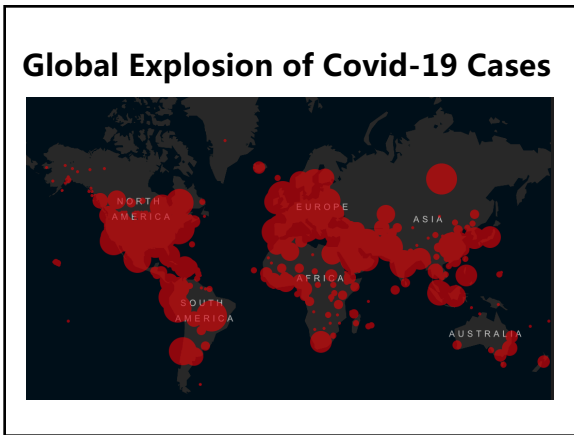 Global Explosion of Covid-19 Cases
NORTH
AMERICA
EUROPE
ASIA
AFRICA
SOUTH
AMERICA
AUSTRALIA